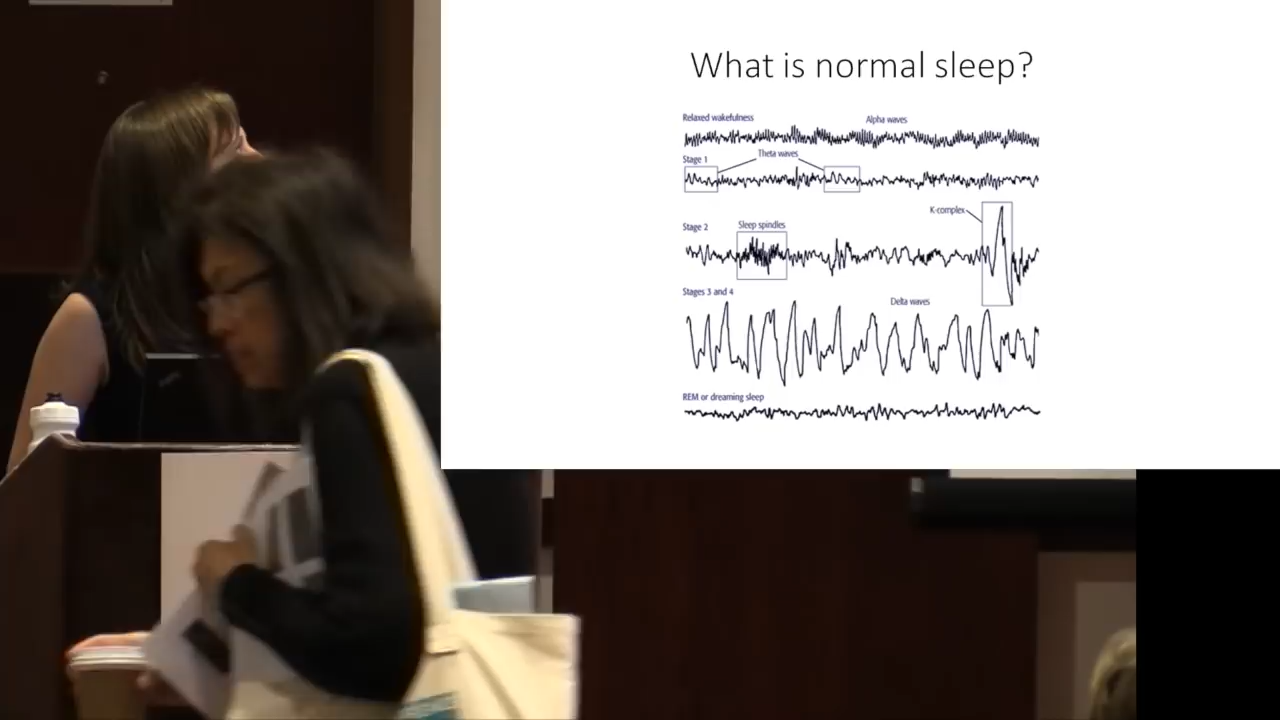 What is normal sleep?
Relaxed wakefulness
Alpha waves
Stage 1
Theta waves
K-complex
Stage 2
Sleep spindles
Stages 3 and 4
Delta waves
REM or dreaming sleep